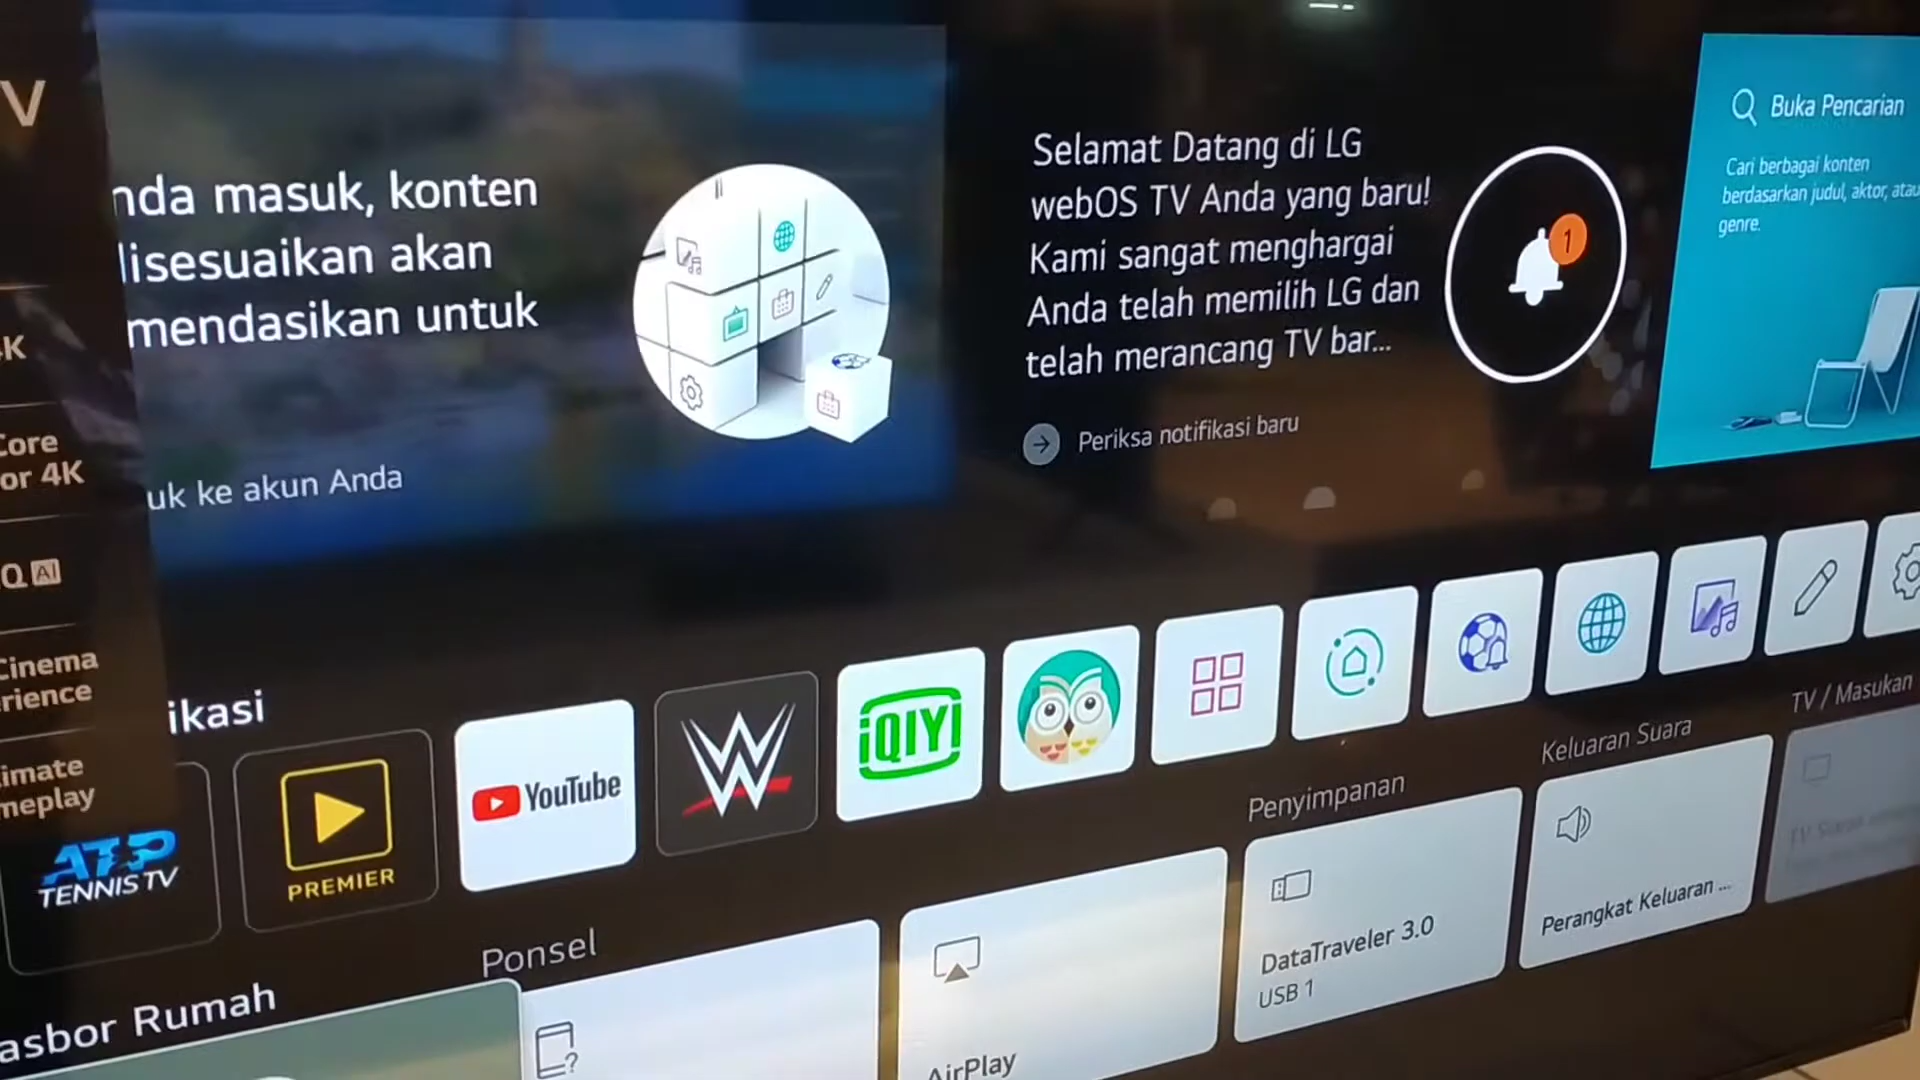 V
K
Core
or 4K
Q AI
Cinema
rience
imate
meplay
nda masuk, konten
disesuaikan akan
mendasikan untuk
uk ke akun Anda
Selamat Datang di LG
webOS TV Anda yang baru!
Kami sangat menghargai
Anda telah memilih LG dan
telah merancang TV bar...
Periksa notifikasi baru
1
Buka Pencarian
Cari berbagai konten
berdasarkan judul, aktor, atau
genre.
ikasi
ATP
TENNIS TV
PREMIER
YouTube
W
iQIYI
asbor Rumah
Ponsel
?
AirPlay
Penyimpanan
DataTraveler 3.0
USB 1
Keluaran Suara
Perangkat Keluaran ...
TV / Masukan